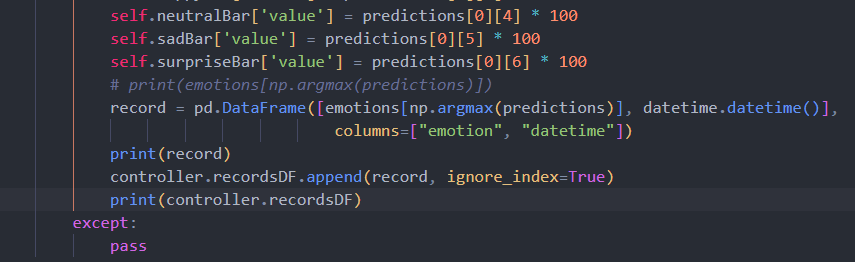 self.neutralBar['value'] = predictions[0][4] * 100
self.sadBar['value'] = predictions[0][5] * 100
self.surpriseBar['value'] = predictions[0][6] * 100
# print(emotions[np.argmax(predictions)])
record = pd.DataFrame([emotions[np.argmax(predictions)], datetime.datetime()],
columns=["emotion", "datetime"])
print(record)
controller.recordsDF.append(record, ignore_index=True)
print(controller.recordsDF)
except:
pass